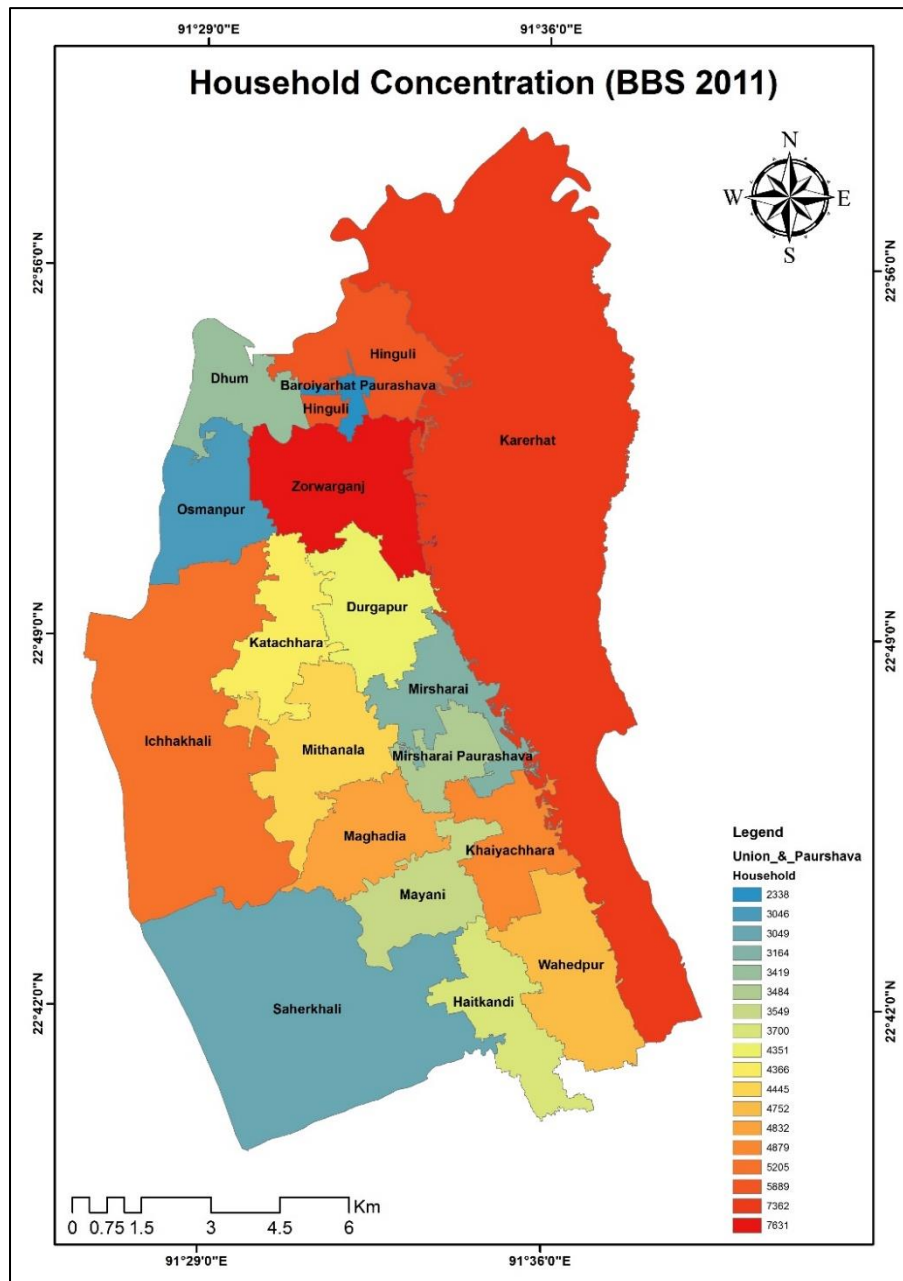 91°29'0"E
91°36'0"E
Household Concentration (BBS 2011)
N
W
E
S
22°56'0"N
22°56'0"N
Hinguli
Dhum
Baroiyarhat Paurashava
Hinguli
Karerhat
Zorwarganj
Osmanpur
Durgapur
22°49'0"N
22°49'0"N
Katachhara
Mirsharai
Ichhakhali
Mithanala
Mirsharai Paurashava
Maghadia
Khaiyachhara
Mayani
Wahedpur
Haitkandi
Saherkhali
22°42'0"N
22°42'0"N
Legend
Union_&_Paurshava
Household
2338
3046
3049
3164
3419
3484
3549
3700
4351
4366
4445
4752
4832
4879
5205
5889
7362
7631
Km
0 0.75 1.5 3 4.5 6
91°29'0"E
91°36'0"E